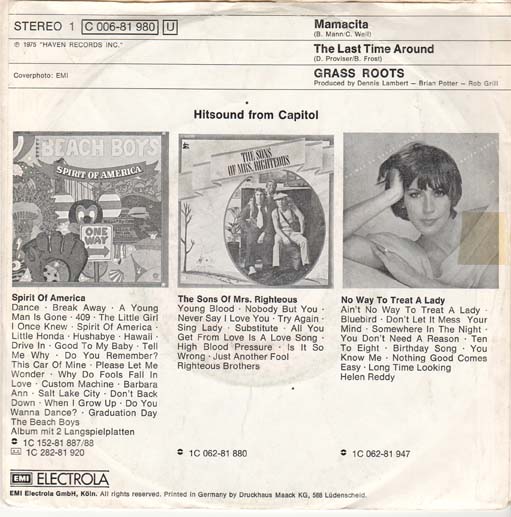 STEREO 1 C 006-81 980 U
℗ 1975 "HAVEN RECORDS INC."
Coverphoto: EMI
Mamacita
(B. Mann/C. Weil)
The Last Time Around
(D. Proviser/B. Frost)
GRASS ROOTS
Produced by Dennis Lambert – Brian Potter – Rob Grill
Hitsound from Capitol
BEACH BOYS
SPIRIT OF AMERICA
ONE WAY
Spirit Of America
Dance · Break Away · A Young
Man Is Gone · 409 · The Little Girl
I Once Knew · Spirit Of America ·
Little Honda · Hushabye · Hawaii ·
Drive In · Good To My Baby · Tell
Me Why · Do You Remember?
This Car Of Mine · Please Let Me
Wonder · Why Do Fools Fall In
Love · Custom Machine · Barbara
Ann · Salt Lake City · Don't Back
Down · When I Grow Up · Do You
Wanna Dance? · Graduation Day
The Beach Boys
Album mit 2 Langspielplatten
1C 152-81 887/88
1C 282-81 920
THE SONS
OF MRS. RIGHTEOUS
The Sons Of Mrs. Righteous
Young Blood · Nobody But You ·
Never Say I Love You · Try Again ·
Sing Lady · Substitute · All You
Get From Love Is A Love Song ·
High Blood Pressure · Is It So
Wrong · Just Another Fool
Righteous Brothers
1C 062-81 880
No Way To Treat A Lady
Ain't No Way To Treat A Lady ·
Bluebird · Don't Let It Mess Your
Mind · Somewhere In The Night ·
You Don't Need A Reason · Ten
To Eight · Birthday Song · You
Know Me · Nothing Good Comes
Easy · Long Time Looking
Helen Reddy
1C 062-81 947
EMI ELECTROLA
EMI Electrola GmbH, Köln. All rights reserved. Printed in Germany by Druckhaus Maack KG, 588 Lüdenscheid.